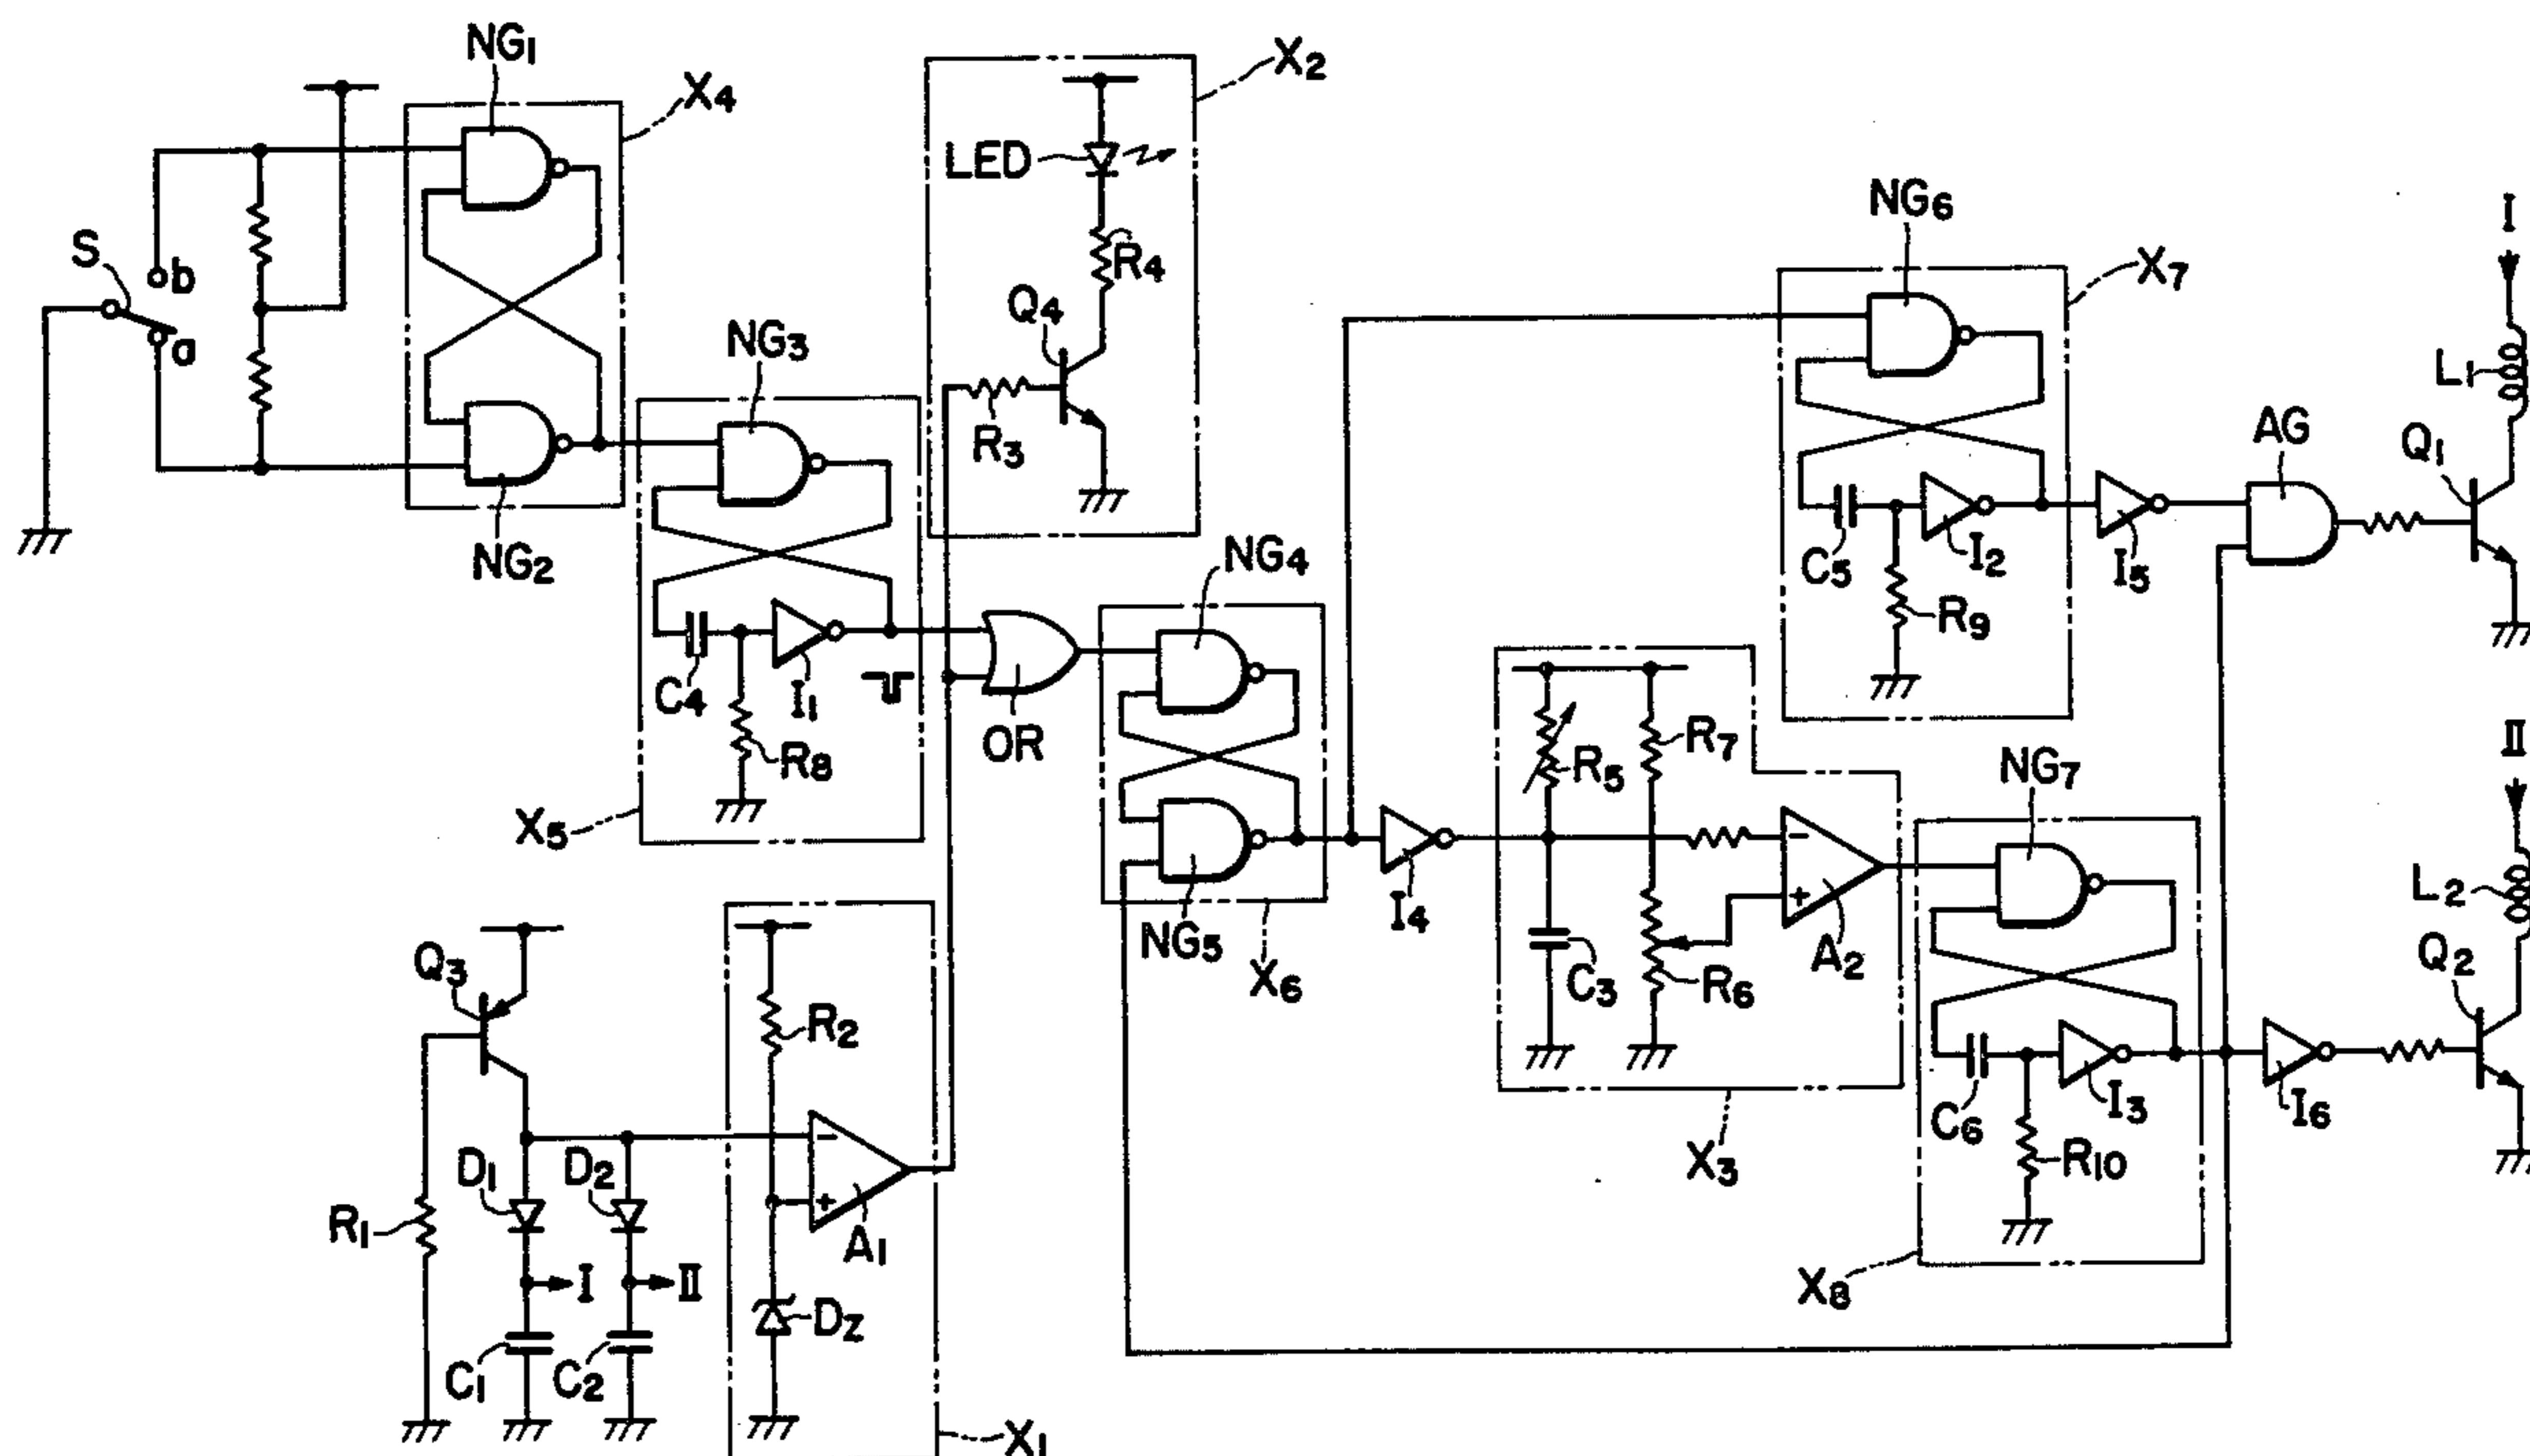 NG1
X4
X2
LED
R4
Q4
R3
S
b
a
NG2
NG3
C4
I1
R8
X5
OR
NG4
NG5
X6
NG6
X7
C5
I2
R9
I5
AG
I
L1
Q1
I4
R5
R7
C3
R6
- +
A2
X3
NG7
C6
I3
R10
X8
I6
II
L2
Q2
Q3
R1
D1
D2
I
II
C1
C2
R2
- +
A1
DZ
X1